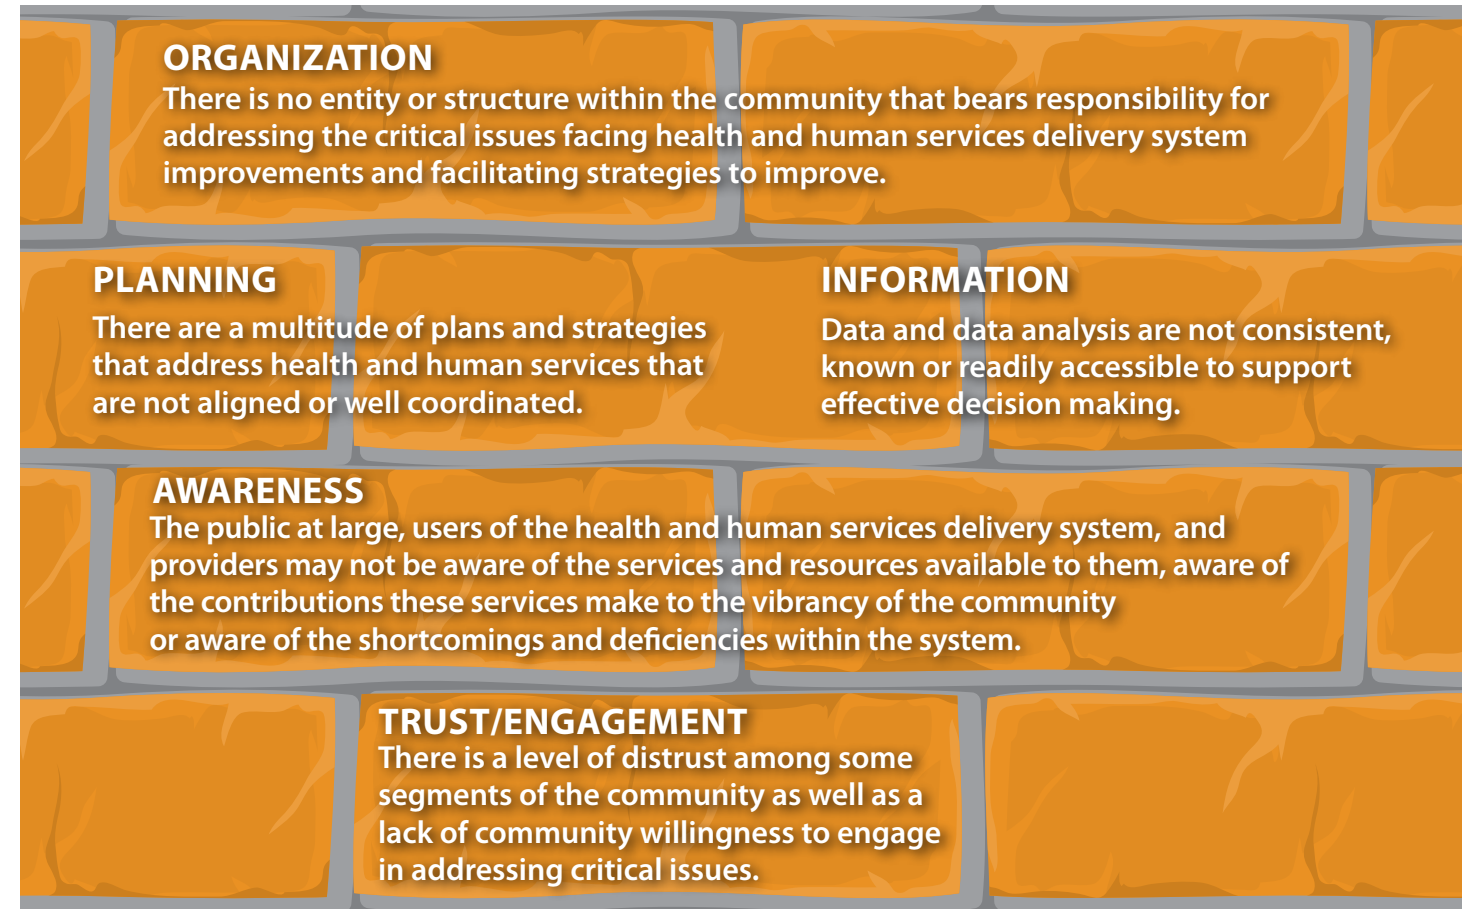 ORGANIZATION
There is no entity or structure within the community that bears responsibility for
addressing the critical issues facing health and human services delivery system
improvements and facilitating strategies to improve.
PLANNING
There are a multitude of plans and strategies
that address health and human services that
are not aligned or well coordinated.
INFORMATION
Data and data analysis are not consistent,
known or readily accessible to support
effective decision making.
AWARENESS
The public at large, users of the health and human services delivery system,  and
providers may not be aware of the services and resources available to them, aware of
the contributions these services make to the vibrancy of the community
or aware of the shortcomings and deficiencies within the system.
TRUST/ENGAGEMENT
There is a level of distrust among some
segments of the community as well as a
lack of community willingness to engage
in addressing critical issues.